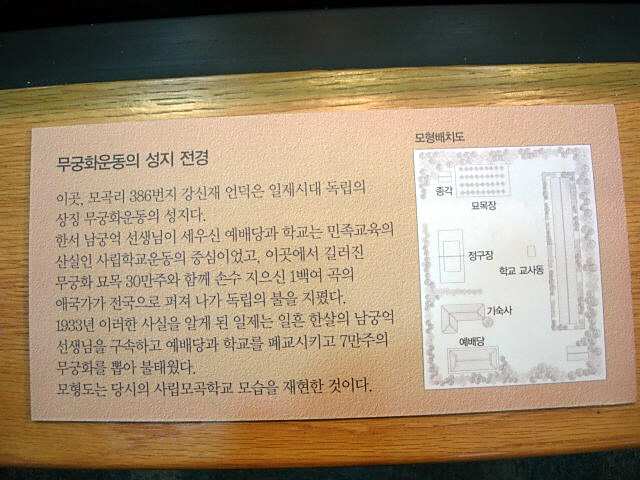 무궁화운동의 성지 전경
이곳, 모곡리 386번지 강신재 언덕은 일제시대 독립의
상징 무궁화운동의 성지다.
한서 남궁억 선생님이 세우신 예배당과 학교는 민족교육의
산실인 사립학교운동의 중심이었고, 이곳에서 길러진
무궁화 묘목 30만주와 함께 손수 지으신 1백여 곡의
애국가가 전국으로 퍼져 나가 독립의 불을 지폈다.
1933년 이러한 사실을 알게 된 일제는 일흔 한살의 남궁억
선생님을 구속하고 예배당과 학교를 폐교시키고 7만주의
무궁화를 뽑아 불태웠다.
모형도는 당시의 사립모곡학교 모습을 재현한 것이다.
모형배치도
종각
묘목장
정구장
학교 교사동
기숙사
예배당